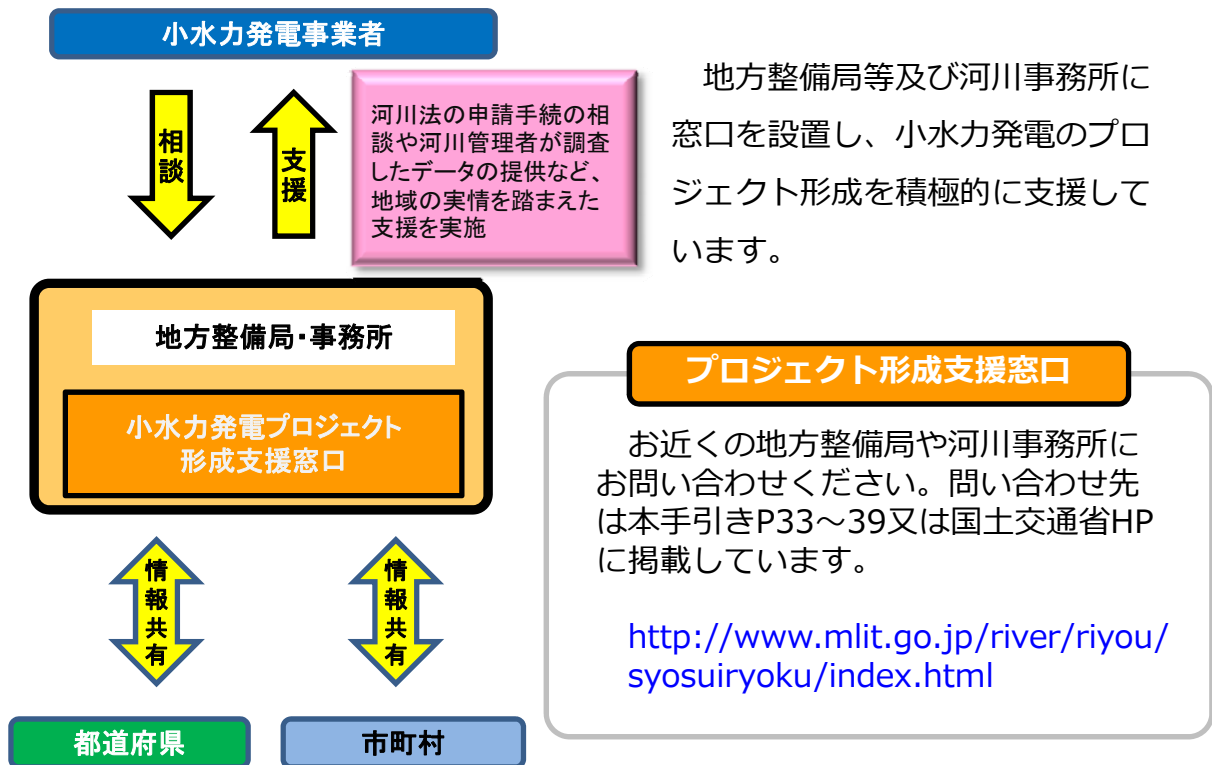 小水力発電事業者
相談
支援
河川法の申請手続の相
談や河川管理者が調査
したデータの提供など、
地域の実情を踏まえた
支援を実施
地方整備局等及び河川事務所に
窓口を設置し、小水力発電のプロ
ジェクト形成を積極的に支援して
います。
地方整備局・事務所
小水力発電プロジェクト
形成支援窓口
プロジェクト形成支援窓口
お近くの地方整備局や河川事務所に
お問い合わせください。問い合わせ先
は本手引きP33～39又は国土交通省HP
に掲載しています。
http://www.mlit.go.jp/river/riyou/
syosuiryoku/index.html
情報共有
情報共有
都道府県
市町村